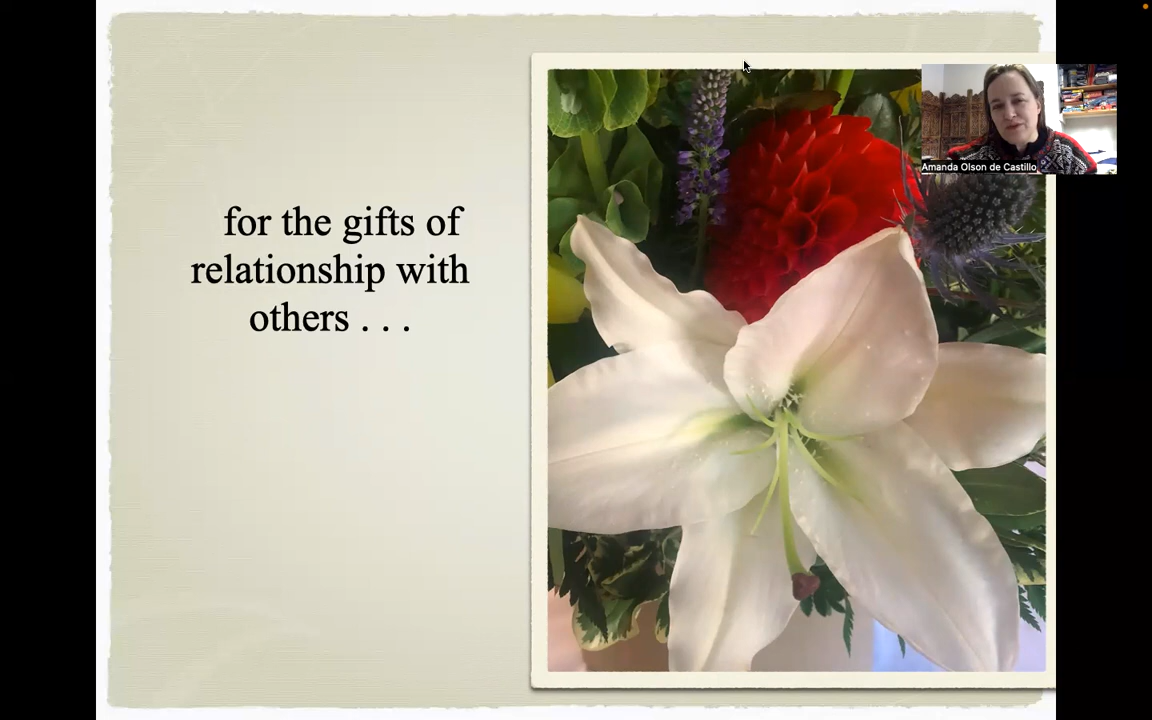 for the gifts of
relationship with
others . . .
Amanda Olson de Castillo